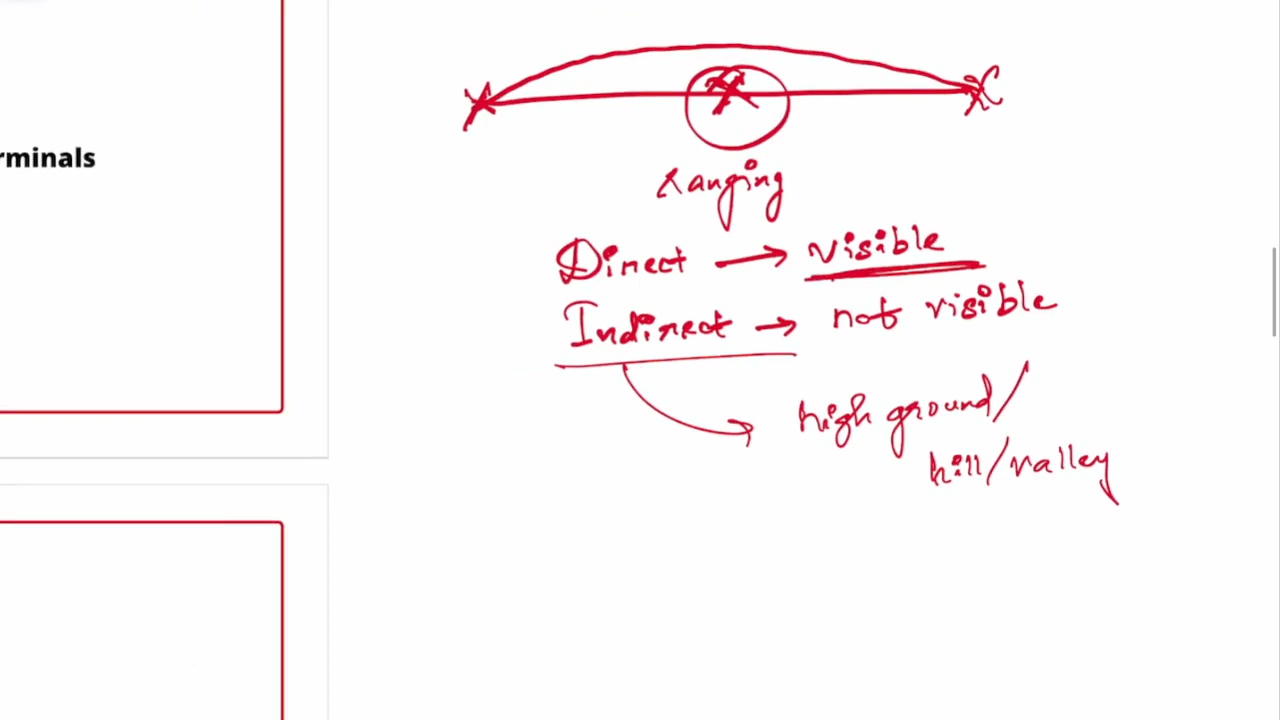 rminals
Ranging
Direct → visible
Indirect → not visible
high ground/
hill/valley